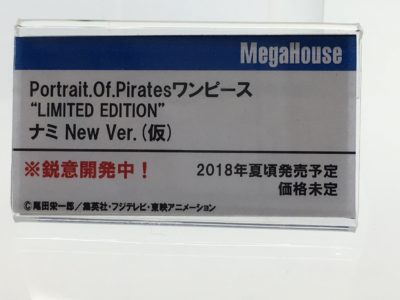 MegaHouse
Portrait.Of.Piratesワンピース
“LIMITED EDITION”
ナミ New Ver.(仮)
※鋭意開発中！ 2018年夏頃発売予定
価格未定
©尾田栄一郎／集英社・フジテレビ・東映アニメーション